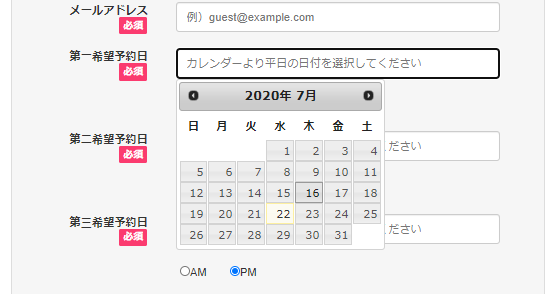 メールアドレス
必須
例）guest@example.com
第一希望予約日
必須
カレンダーより平日の日付を選択してください
2020年 7月
日 月 火 水 木 金 土
1 2 3 4
5 6 7 8 9 10 11
12 13 14 15 16 17 18
19 20 21 22 23 24 25
26 27 28 29 30 31
第二希望予約日
必須
ください
第三希望予約日
必須
ください
AM PM